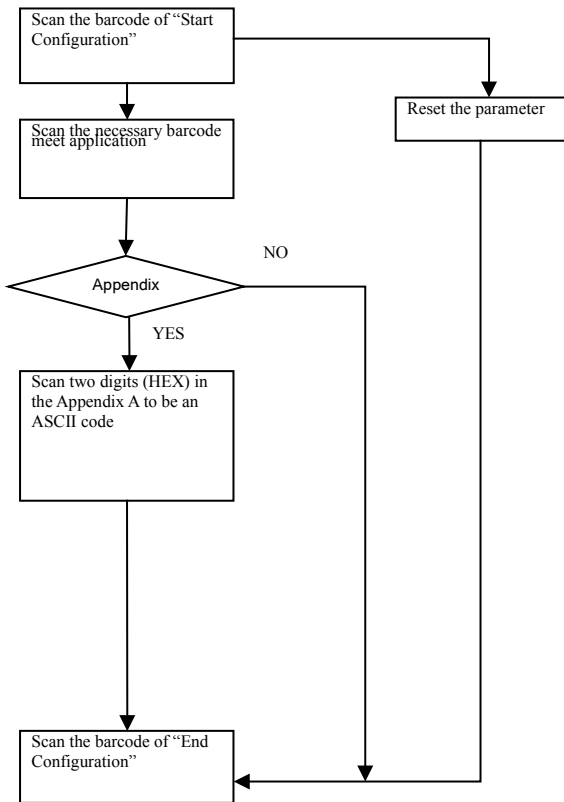 Scan the barcode of “Start
Configuration”
Reset the parameter
Scan the necessary barcode
meet application
NO
Appendix
YES
Scan two digits (HEX) in
the Appendix A to be an
ASCII code
Scan the barcode of “End
Configuration”